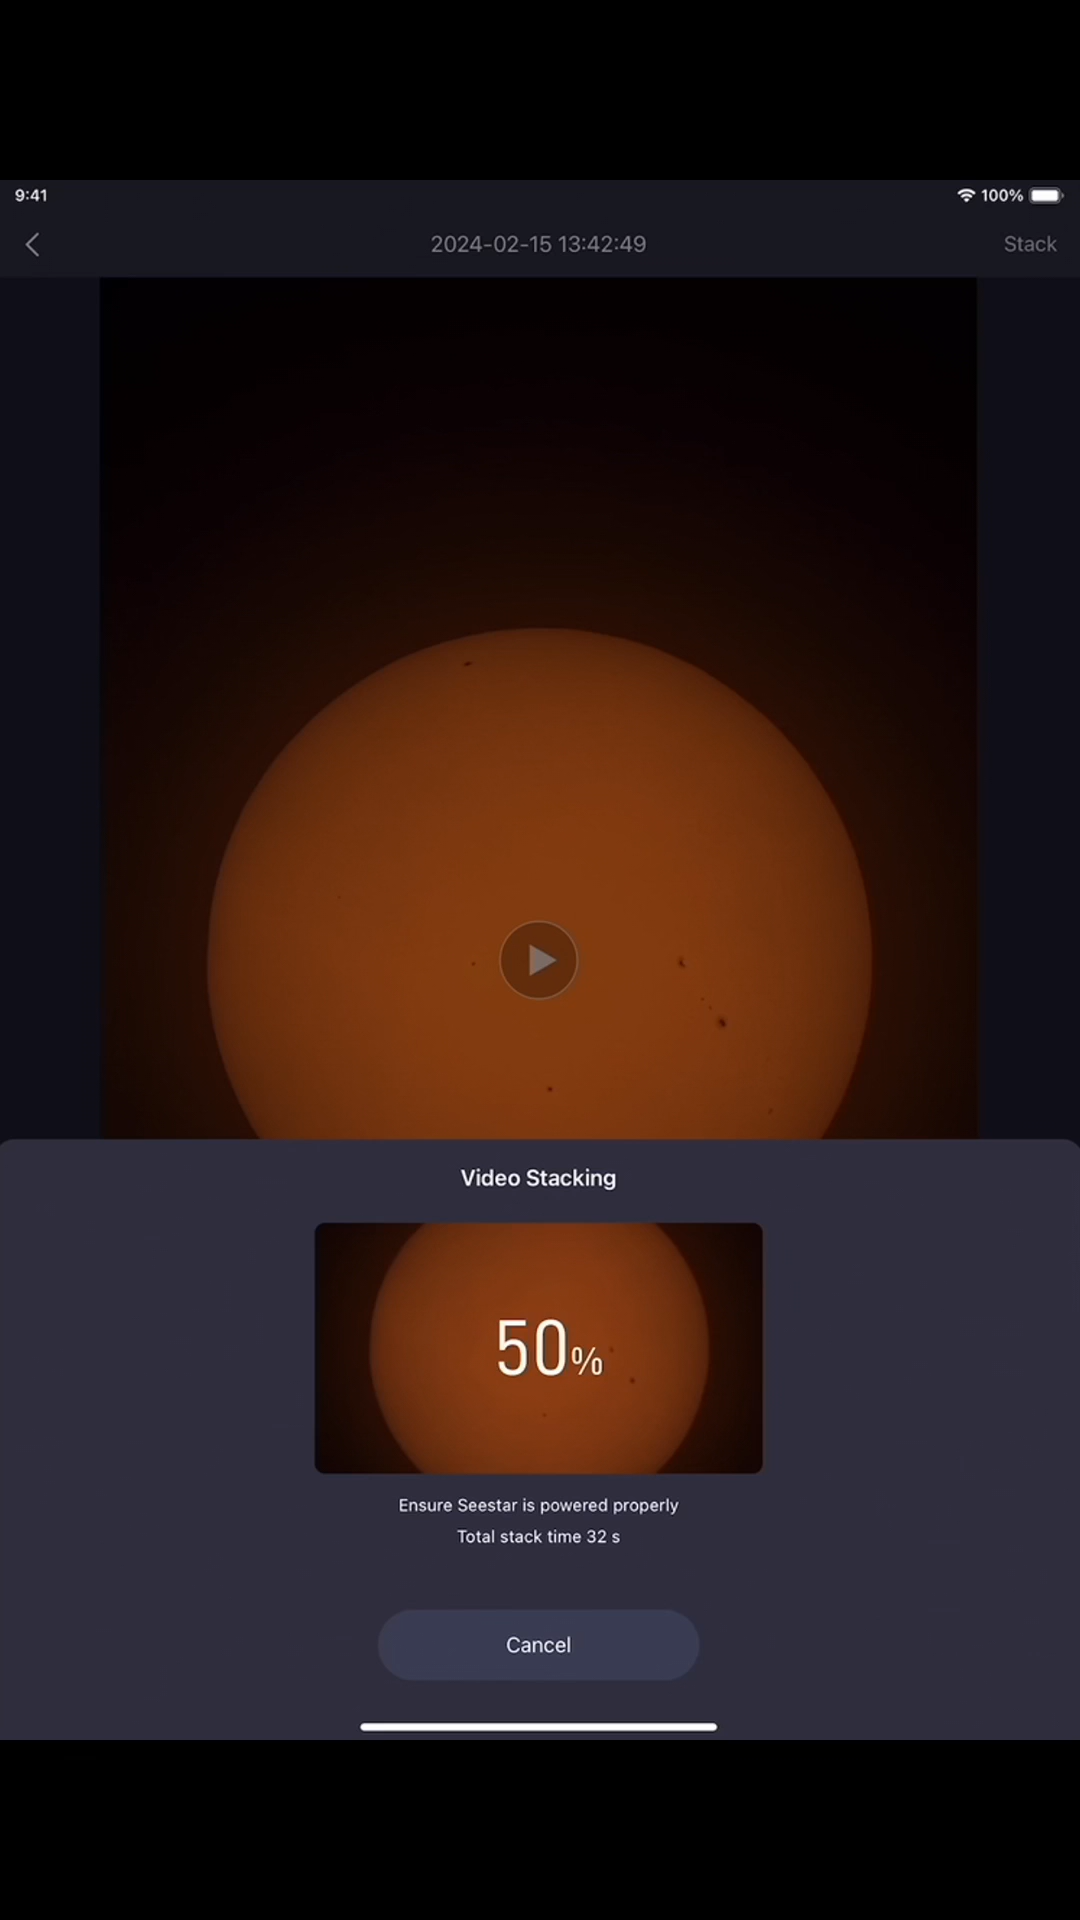 9:41
100%
2024-02-15 13:42:49
Stack
Video Stacking
50%
Ensure Seestar is powered properly
Total stack time 32 s
Cancel